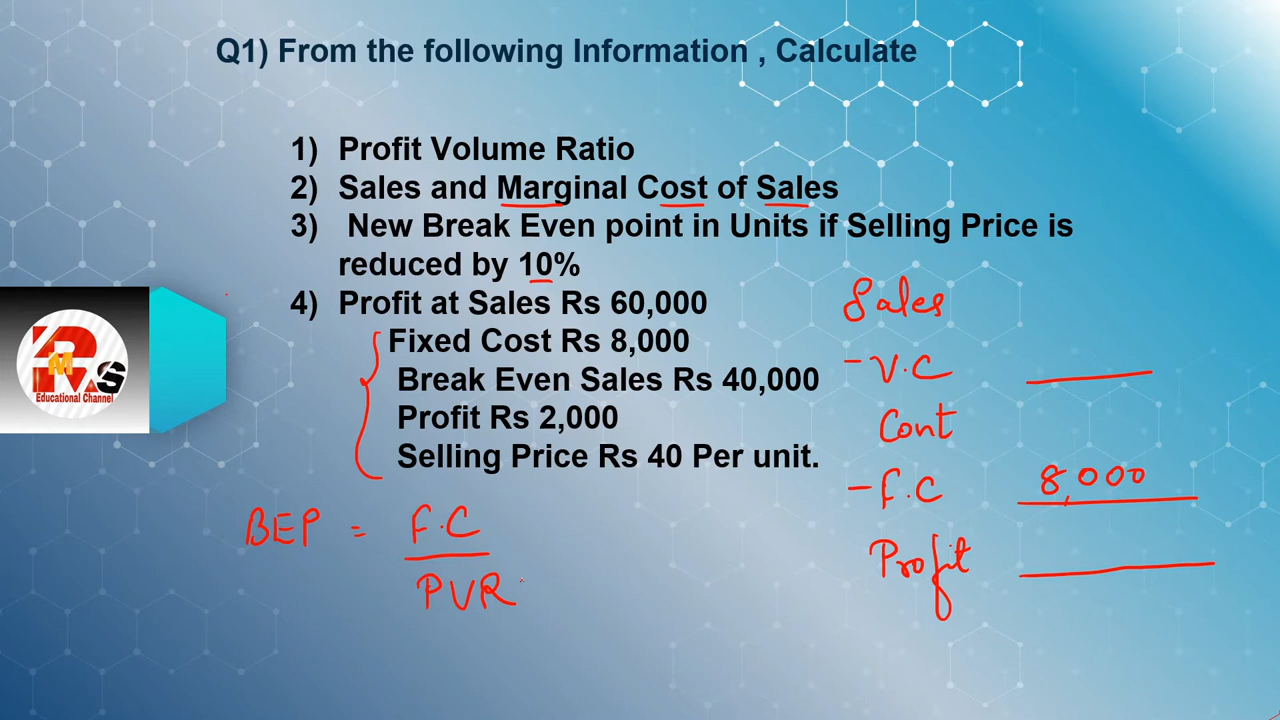 Q1) From the following Information , Calculate
1) Profit Volume Ratio
2) Sales and Marginal Cost of Sales
3) New Break Even point in Units if Selling Price is
reduced by 10%
4) Profit at Sales Rs 60,000
Fixed Cost Rs 8,000
Break Even Sales Rs 40,000
Profit Rs 2,000
Selling Price Rs 40 Per unit.
Sales
- V.C
Cont
- F.C 8,000
Profit
BEP = F.C
PVR
RMS
Educational Channel